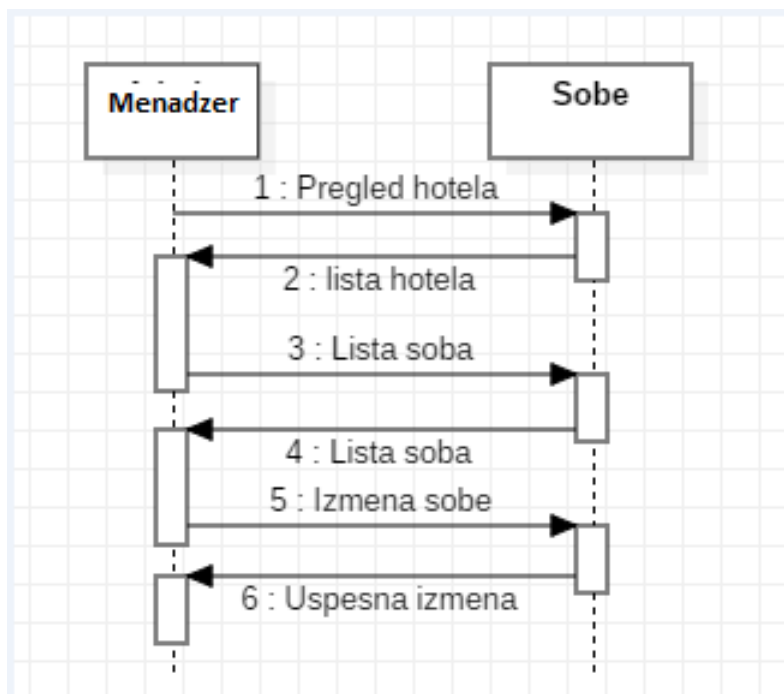 Menadzer
Sobe
1 : Pregled hotela
2 : lista hotela
3 : Lista soba
4 : Lista soba
5 : Izmena sobe
6 : Uspesna izmena